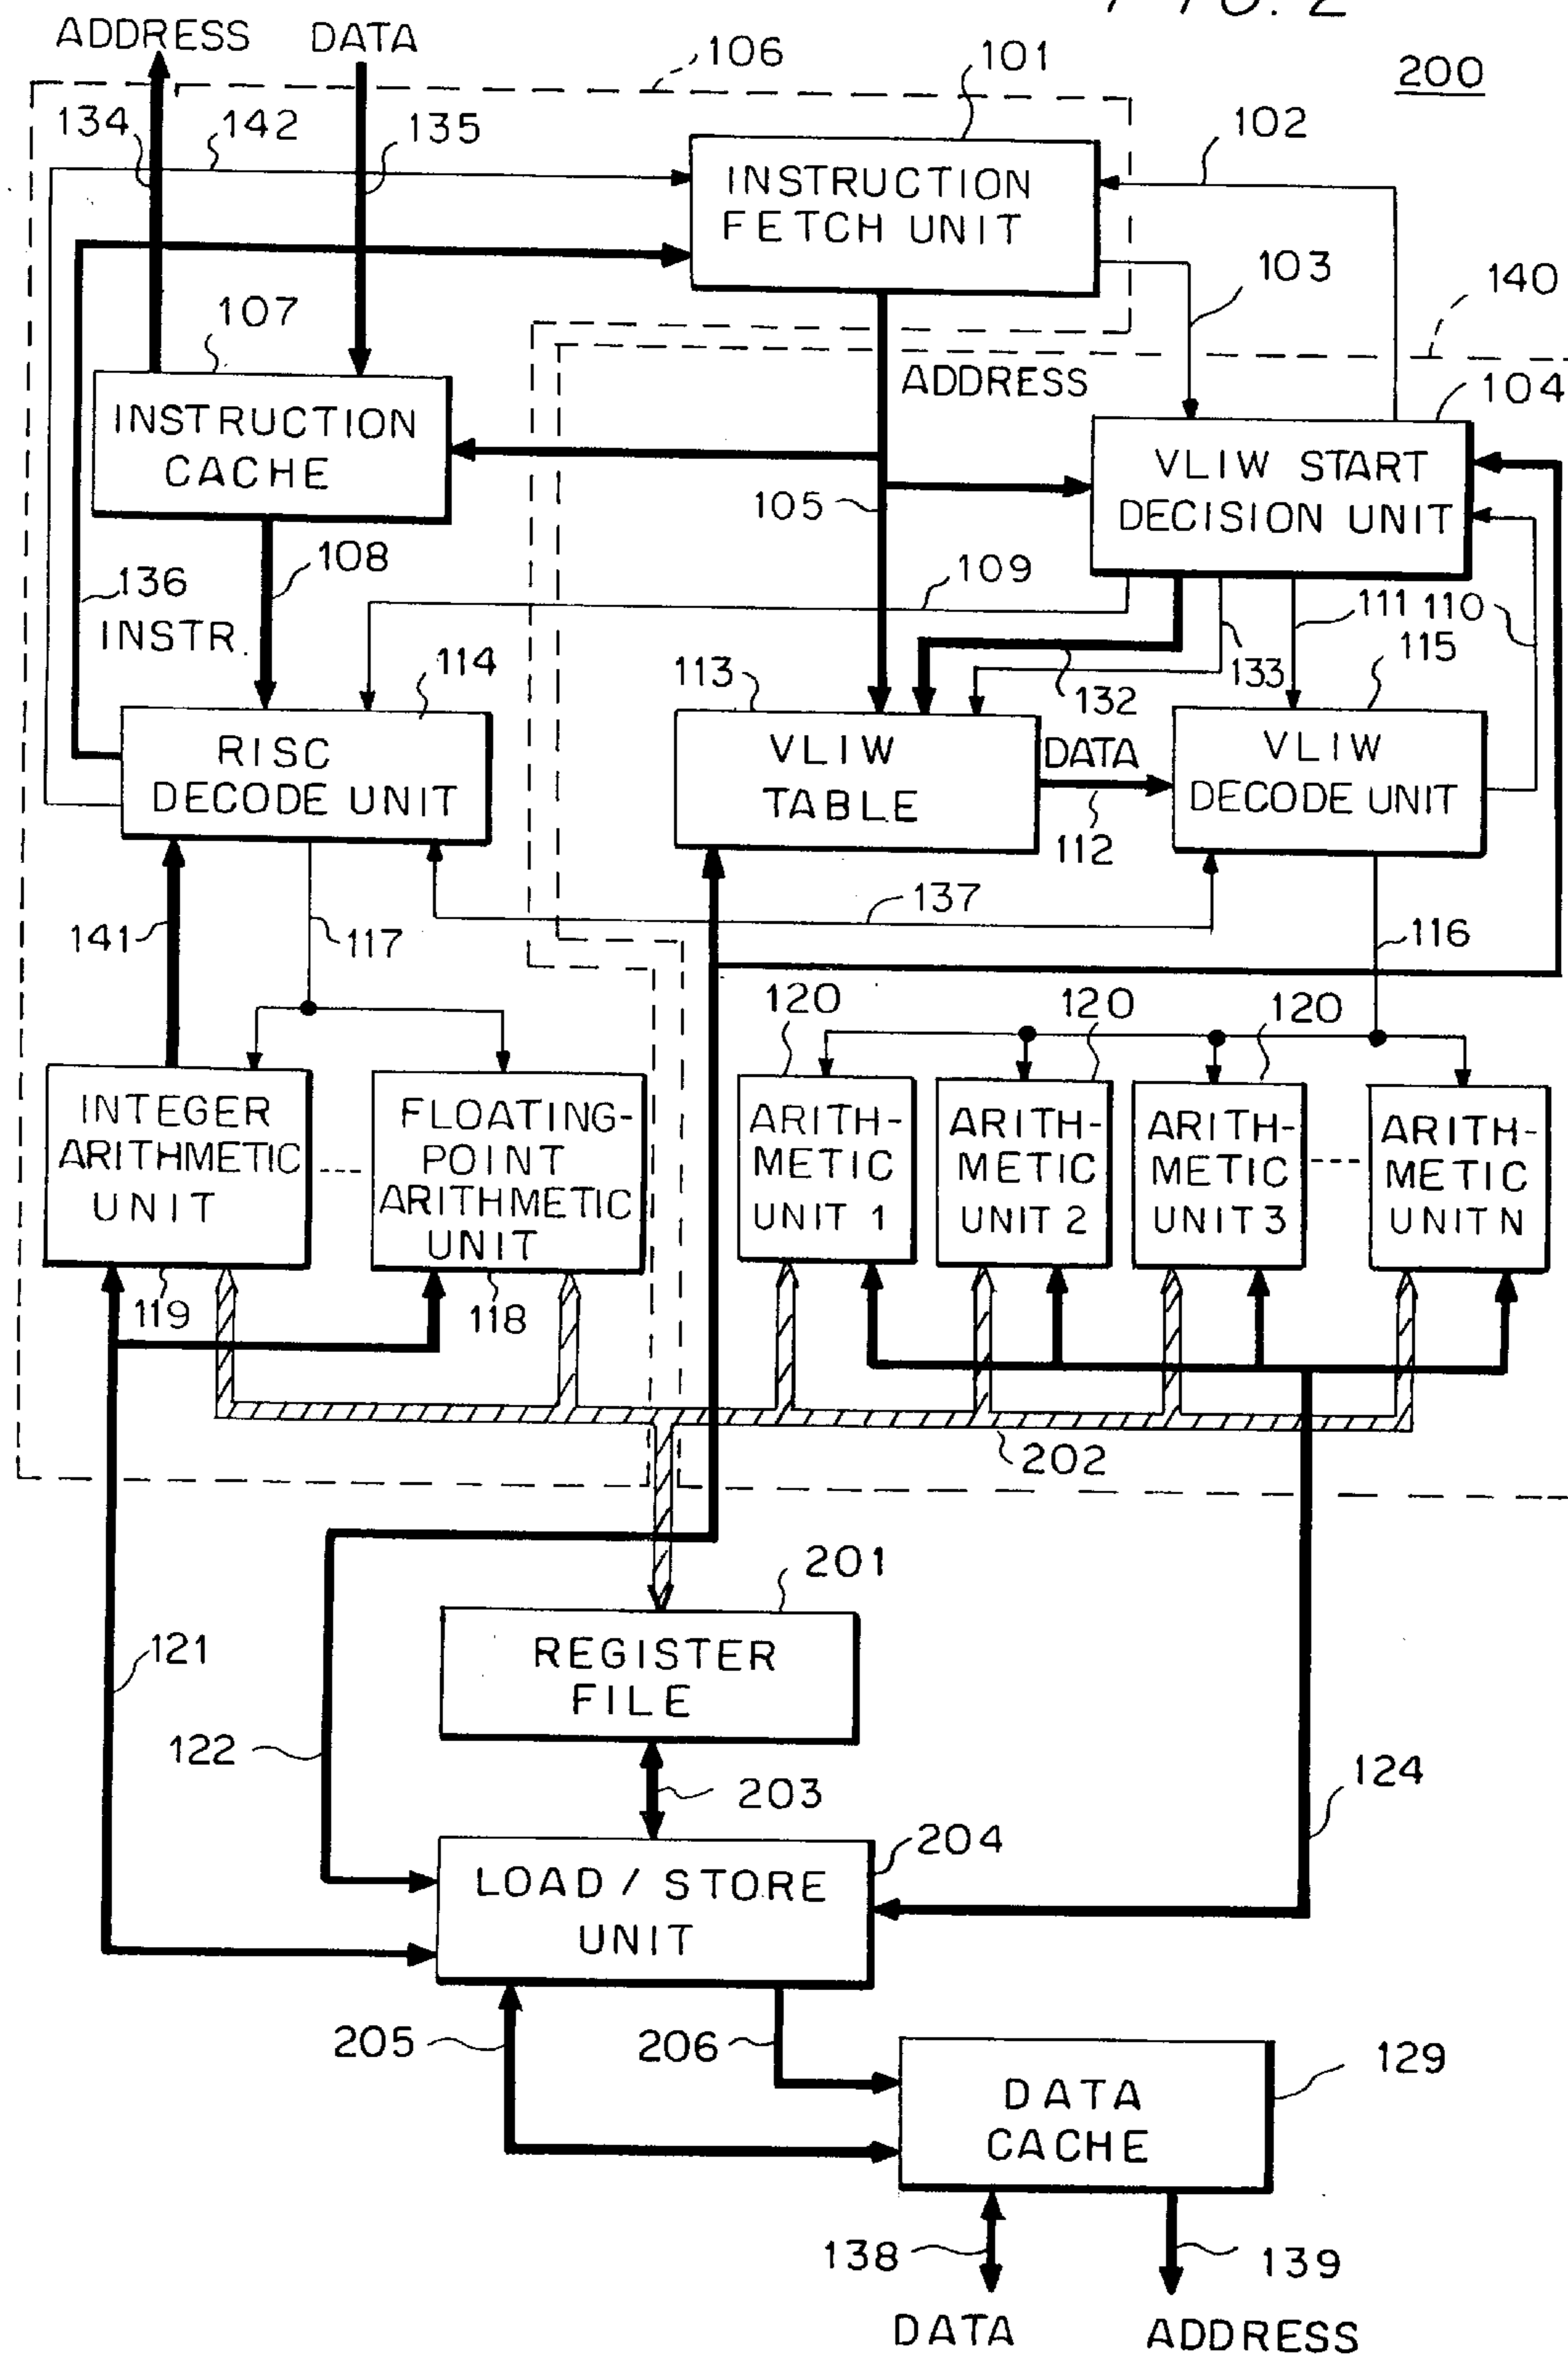 FIG. 2
ADDRESS
DATA
106
101
200
134
142
135
102
INSTRUCTION
FETCH UNIT
103
140
107
ADDRESS
104
INSTRUCTION
CACHE
VLIW START
DECISION UNIT
105
108
109
136
INSTR.
111
110
114
113
132
133
115
RISC
DECODE UNIT
VLIW
TABLE
DATA
112
VLIW
DECODE UNIT
137
141
117
116
120
120
120
INTEGER
ARITHMETIC
UNIT
FLOATING-
POINT
ARITHMETIC
UNIT
ARITH-
METIC
UNIT 1
ARITH-
METIC
UNIT 2
ARITH-
METIC
UNIT 3
ARITH-
METIC
UNIT N
119
118
202
201
REGISTER
FILE
121
122
203
124
204
LOAD / STORE
UNIT
205
206
129
DATA
CACHE
138
139
DATA
ADDRESS